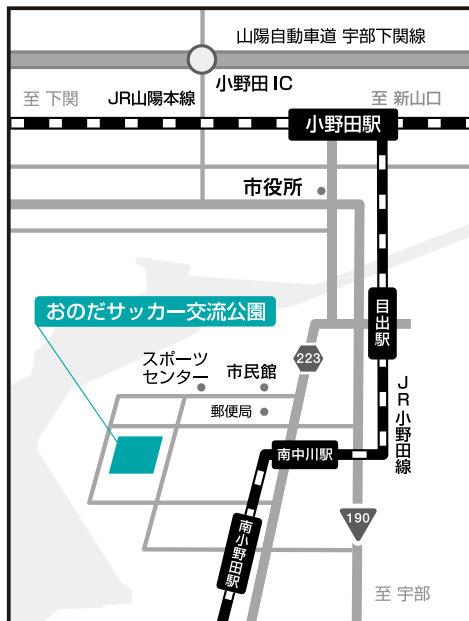 山陽自動車道 宇部下関線
小野田 IC
至 下関
JR山陽本線
至 新山口
小野田駅
市役所
目出駅
おのだサッカー交流公園
223
スポーツ
センター
市民館
郵便局
JR小野田線
南中川駅
190
南小野田駅
至 宇部